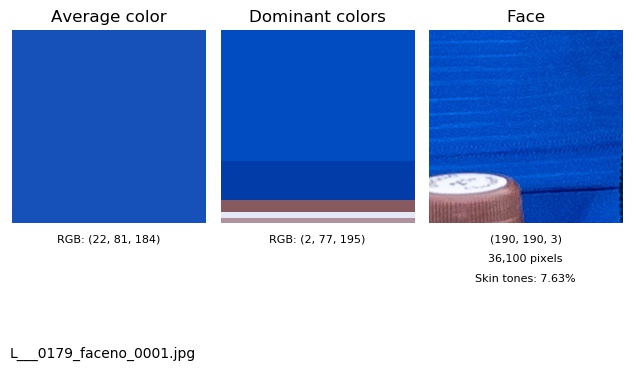 Average color
Dominant colors
Face
RGB: (22, 81, 184)
RGB: (2, 77, 195)
(190, 190, 3)
36,100 pixels
Skin tones: 7.63%
L___0179_faceno_0001.jpg